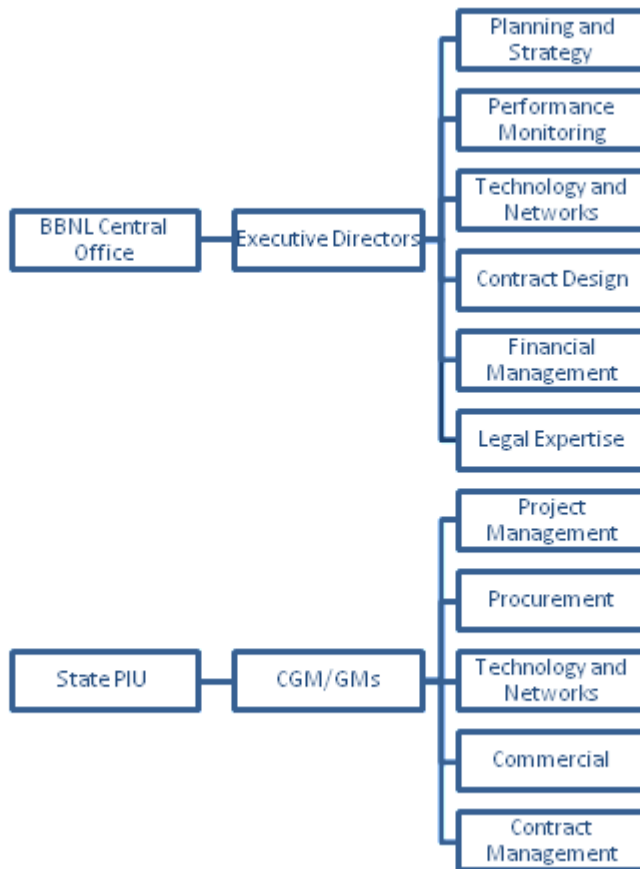 Planning and
Strategy
Performance
Monitoring
Technology and
Networks
BBNL Central
Office
Executive Directors
Contract Design
Financial
Management
Legal Expertise
Project
Management
Procurement
State PIU
CGM/GMs
Technology and
Networks
Commercial
Contract
Management